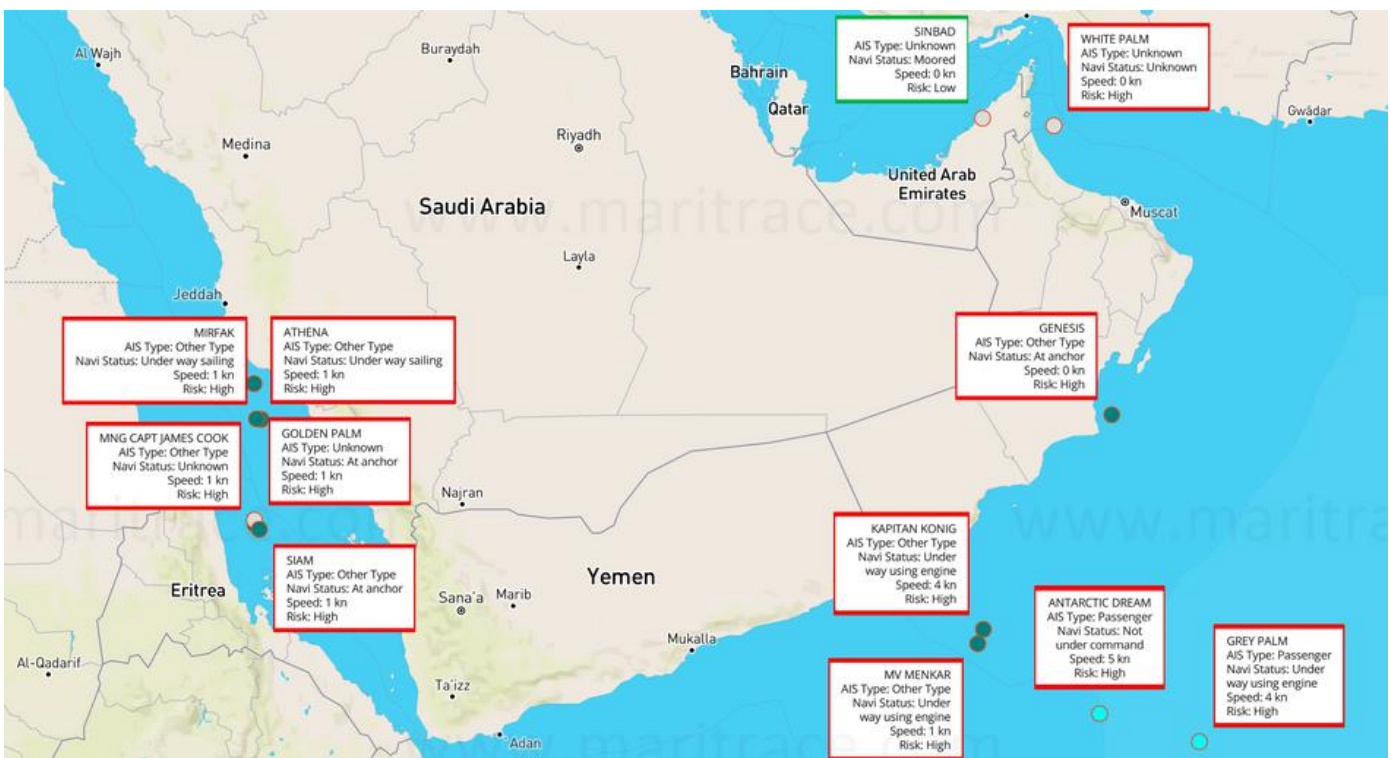 SINBAD
AIS Type: Unknown
Navi Status: Moored
Speed: 0 kn
Risk: Low
WHITE PALM
AIS Type: Unknown
Navi Status: Unknown
Speed: 0 kn
Risk: High
Al Wajh
Buraydah
Bahrain
Qatar
Gwâdar
Medina
Riyadh
United Arab
Emirates
Saudi Arabia
www.maritrace.com
Muscat
Layla
Jeddah
MIRFAK
AIS Type: Other Type
Navi Status: Under way sailing
Speed: 1 kn
Risk: High
ATHENA
AIS Type: Other Type
Navi Status: Under way sailing
Speed: 1 kn
Risk: High
GENESIS
AIS Type: Other Type
Navi Status: At anchor
Speed: 0 kn
Risk: High
MNG CAPT JAMES COOK
AIS Type: Other Type
Navi Status: Unknown
Speed: 1 kn
Risk: High
GOLDEN PALM
AIS Type: Unknown
Navi Status: At anchor
Speed: 1 kn
Risk: High
Najran
maritrace.com
www.maritra
KAPITAN KONIG
AIS Type: Other Type
Navi Status: Under
way using engine
Speed: 4 kn
Risk: High
SIAM
AIS Type: Other Type
Navi Status: At anchor
Speed: 1 kn
Risk: High
Eritrea
Yemen
Sana'a
Marib
ANTARCTIC DREAM
AIS Type: Passenger
Navi Status: Not
under command
Speed: 5 kn
Risk: High
GREY PALM
AIS Type: Passenger
Navi Status: Under
way using engine
Speed: 4 kn
Risk: High
Mukalla
Al-Qadarif
Ta'izz
MV MENKAR
AIS Type: Other Type
Navi Status: Under
way using engine
Speed: 1 kn
Risk: High
Adan